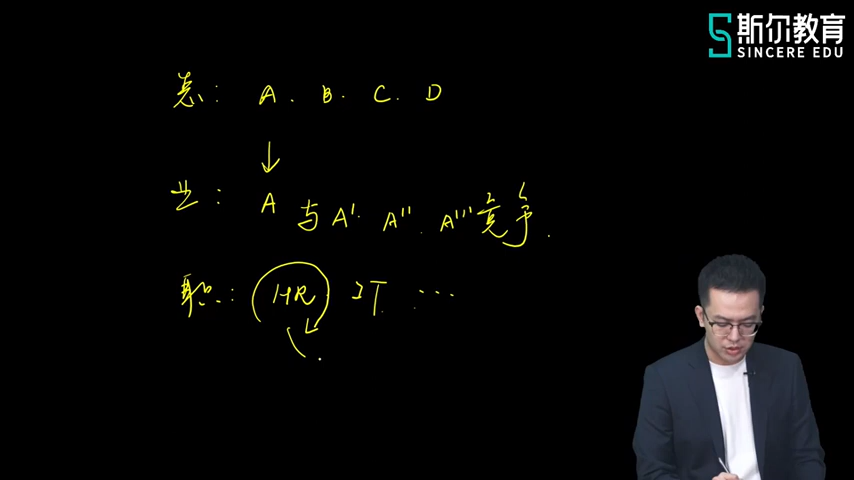 斯尔教育
SINCERE EDU
总: A. B. C. D
业: A 与 A' A'' . A''' 竞争.
职: HR IT ...